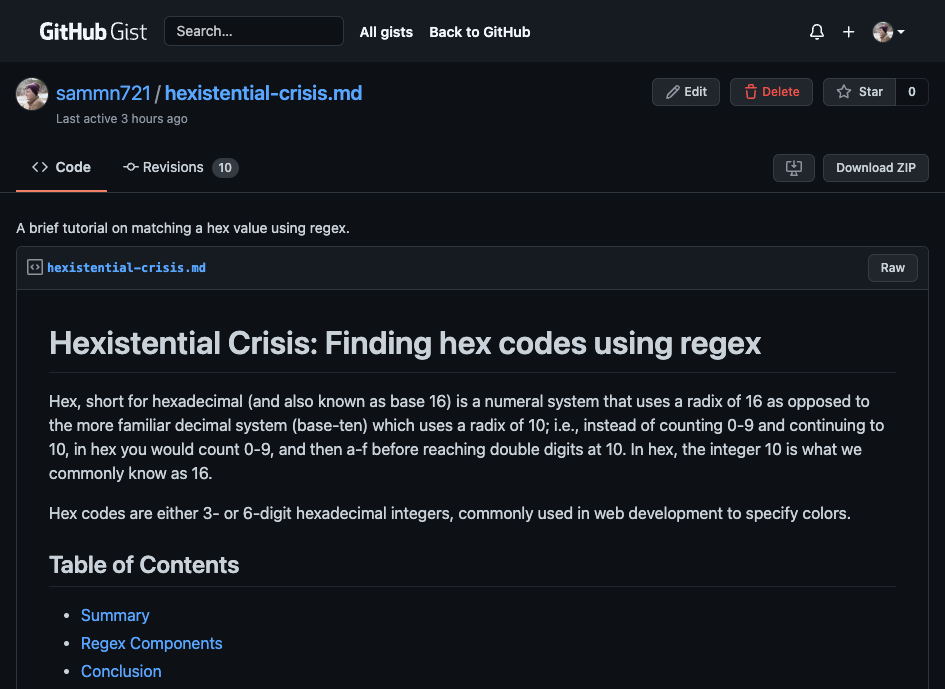 GitHub Gist
Search...
All gists
Back to GitHub
sammn721 / hexistential-crisis.md
Edit
Delete
Star
0
Last active 3 hours ago
Code
Revisions
10
Download ZIP
A brief tutorial on matching a hex value using regex.
hexistential-crisis.md
Raw
Hexistential Crisis: Finding hex codes using regex
Hex, short for hexadecimal (and also known as base 16) is a numeral system that uses a radix of 16 as opposed to
the more familiar decimal system (base-ten) which uses a radix of 10; i.e., instead of counting 0-9 and continuing to
10, in hex you would count 0-9, and then a-f before reaching double digits at 10. In hex, the integer 10 is what we
commonly know as 16.
Hex codes are either 3- or 6-digit hexadecimal integers, commonly used in web development to specify colors.
Table of Contents
• Summary
• Regex Components
• Conclusion